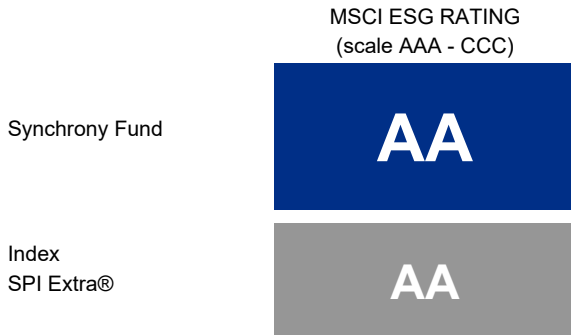 MSCI ESG RATING
(scale AAA - CCC)
Synchrony Fund
AA
Index
SPI Extra®
AA